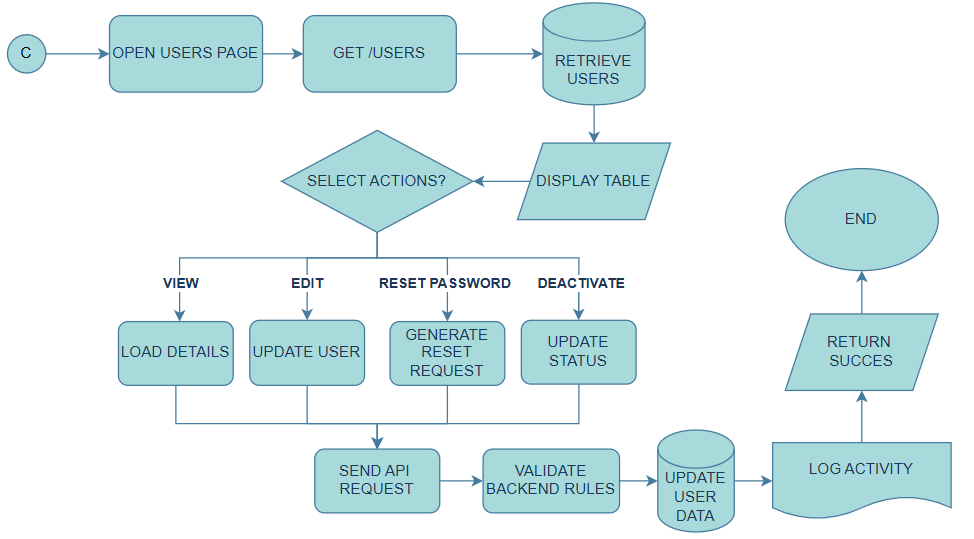 C
OPEN USERS PAGE
GET /USERS
RETRIEVE
USERS
SELECT ACTIONS?
DISPLAY TABLE
END
VIEW
EDIT
RESET PASSWORD
DEACTIVATE
LOAD DETAILS
UPDATE USER
GENERATE
RESET
REQUEST
UPDATE
STATUS
RETURN
SUCCES
SEND API
REQUEST
VALIDATE
BACKEND RULES
UPDATE
USER
DATA
LOG ACTIVITY